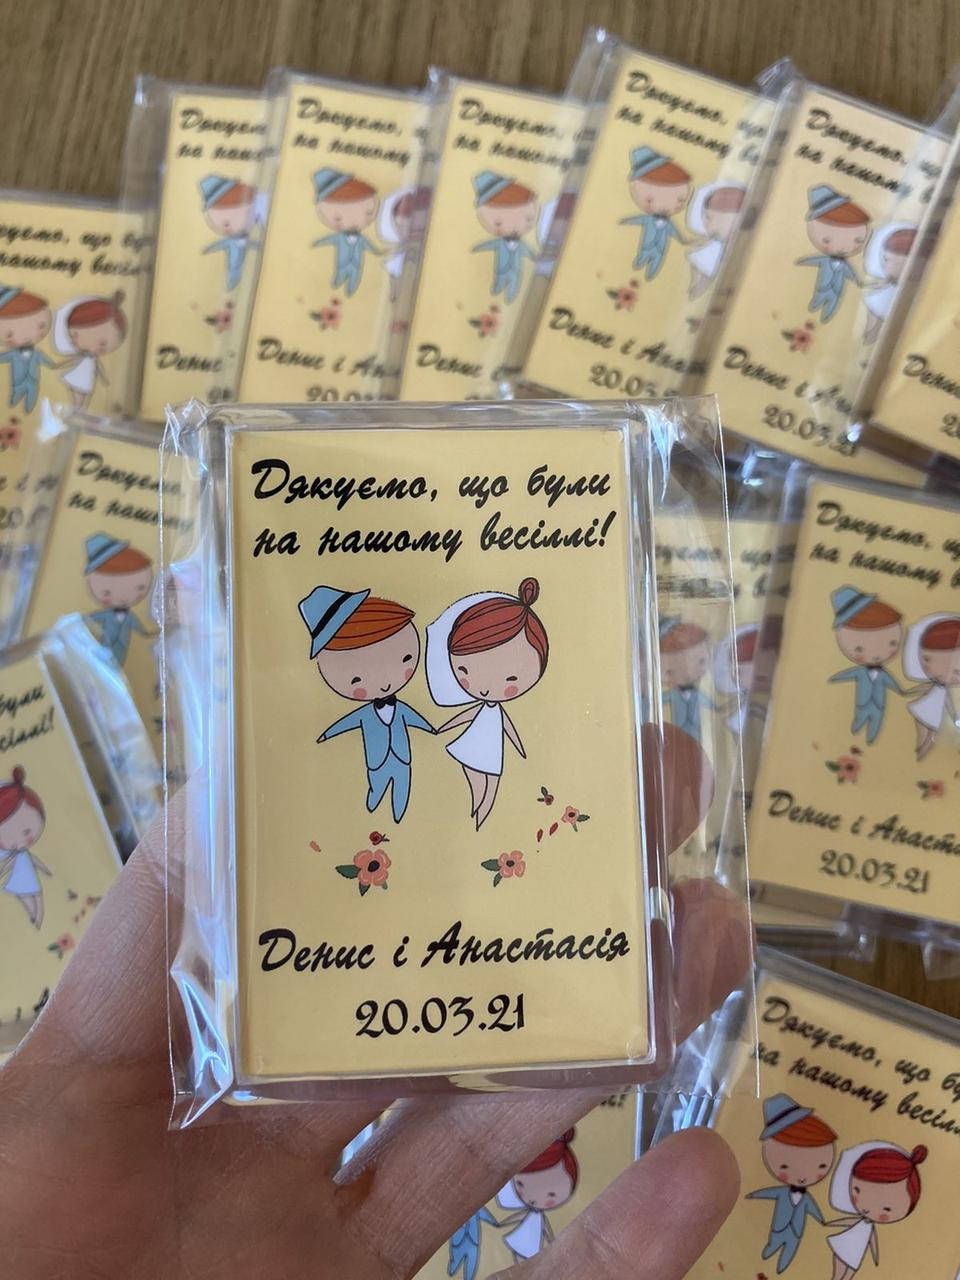 Дякуємо, що були
на нашому весіллі!
Денис і Анастасія
20.03.21